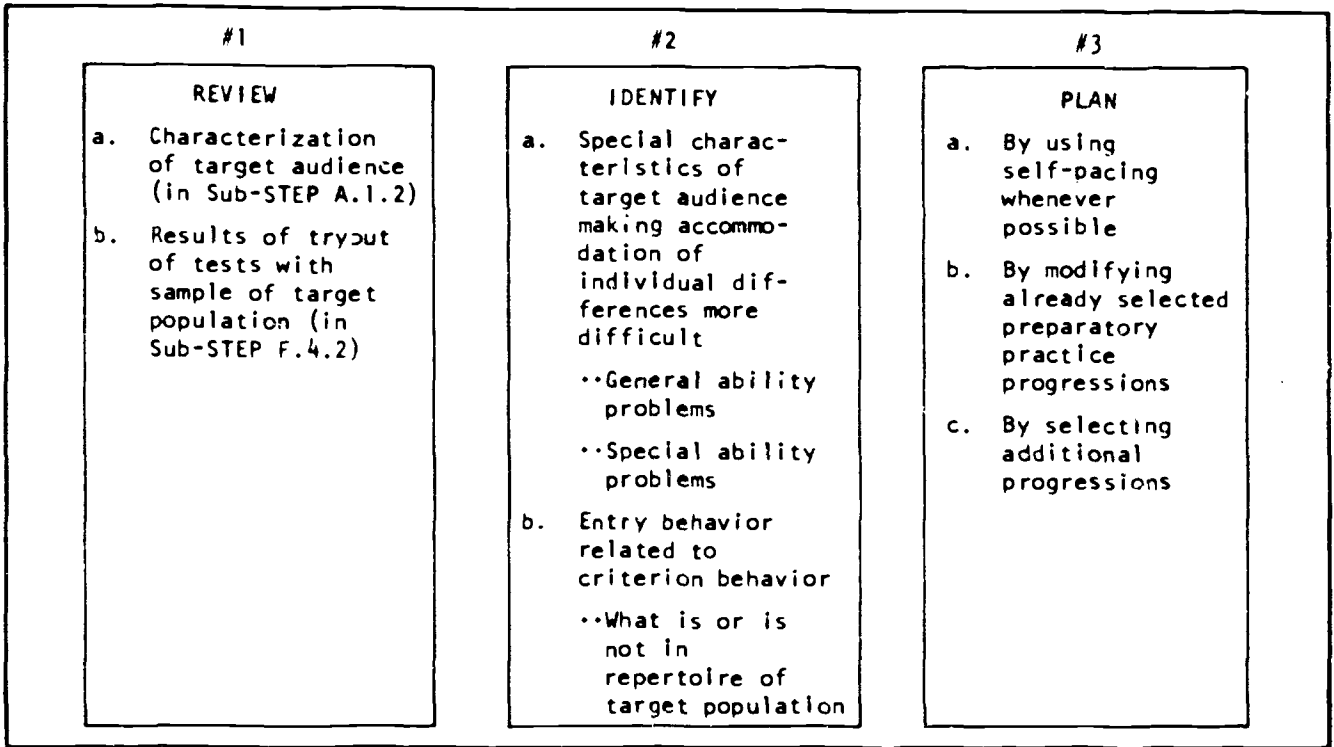 #1
REVIEW
a. Characterization
of target audience
(in Sub-STEP A.1.2)
b. Results of tryout
of tests with
sample of target
population (in
Sub-STEP F.4.2)
#2
IDENTIFY
a. Special charac-
teristics of
target audience
making accommo-
dation of
individual dif-
ferences more
difficult
··General ability
problems
··Special ability
problems
b. Entry behavior
related to
criterion behavior
··What is or is
not in
repertoire of
target population
#3
PLAN
a. By using
self-pacing
whenever
possible
b. By modifying
already selected
preparatory
practice
progressions
c. By selecting
additional
progressions